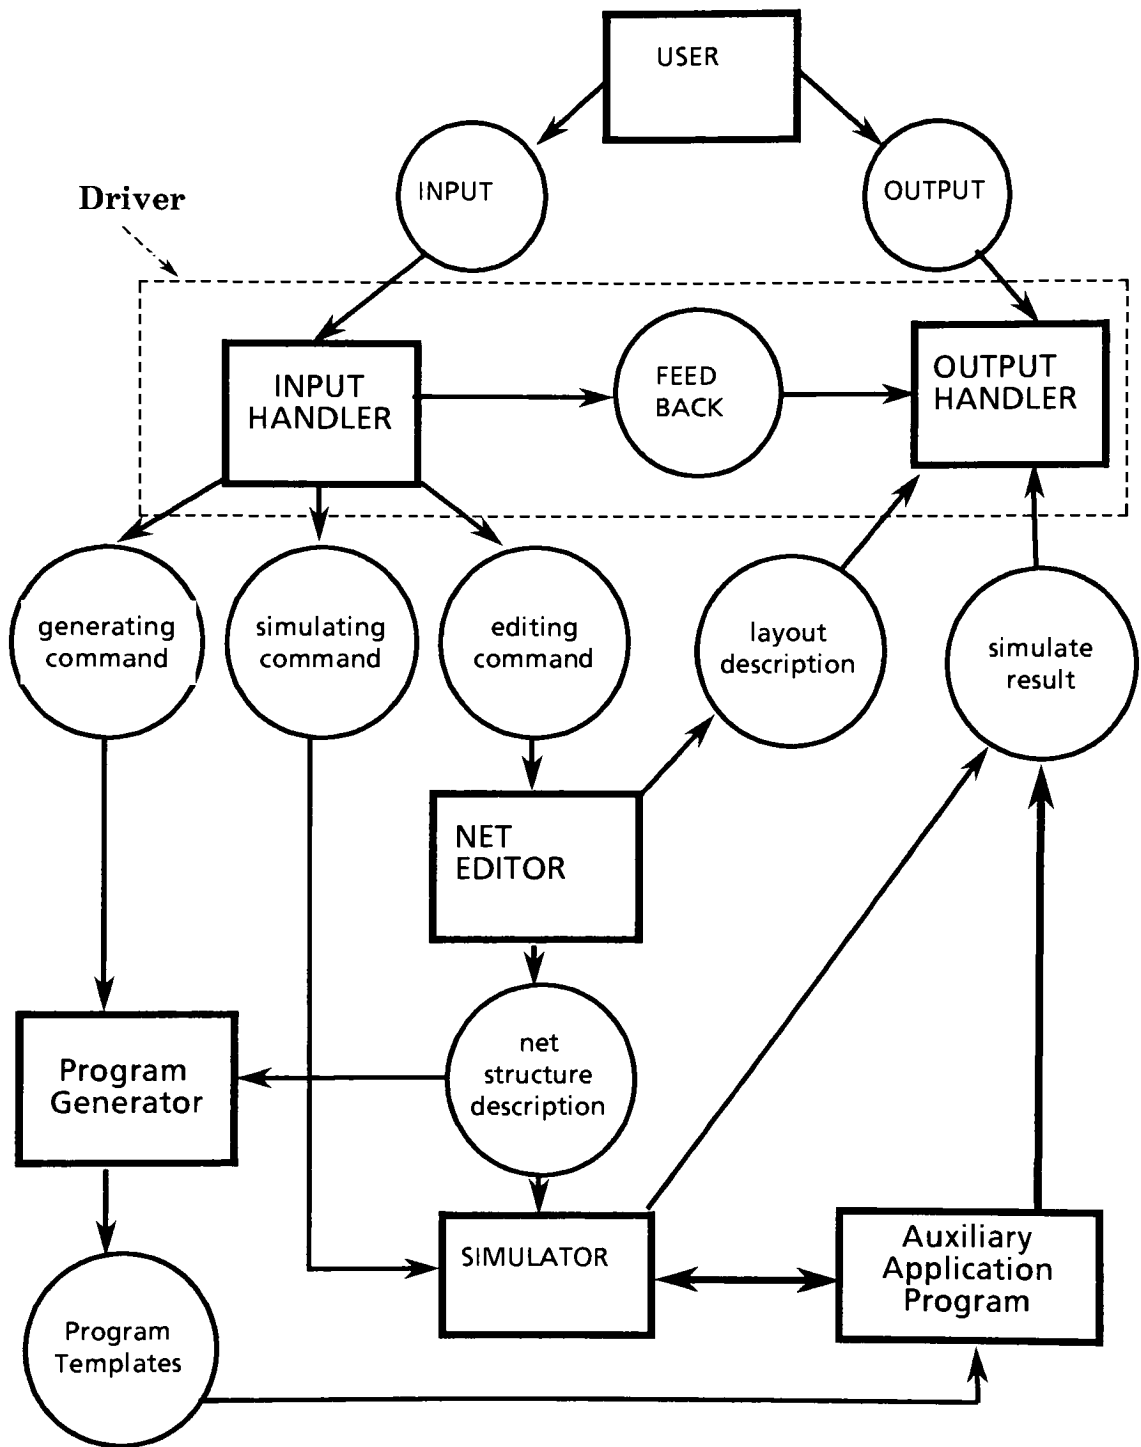 USER
INPUT
OUTPUT
Driver
INPUT
HANDLER
FEED
BACK
OUTPUT
HANDLER
generating
command
simulating
command
editing
command
layout
description
simulate
result
NET
EDITOR
Program
Generator
net
structure
description
SIMULATOR
Auxiliary
Application
Program
Program
Templates